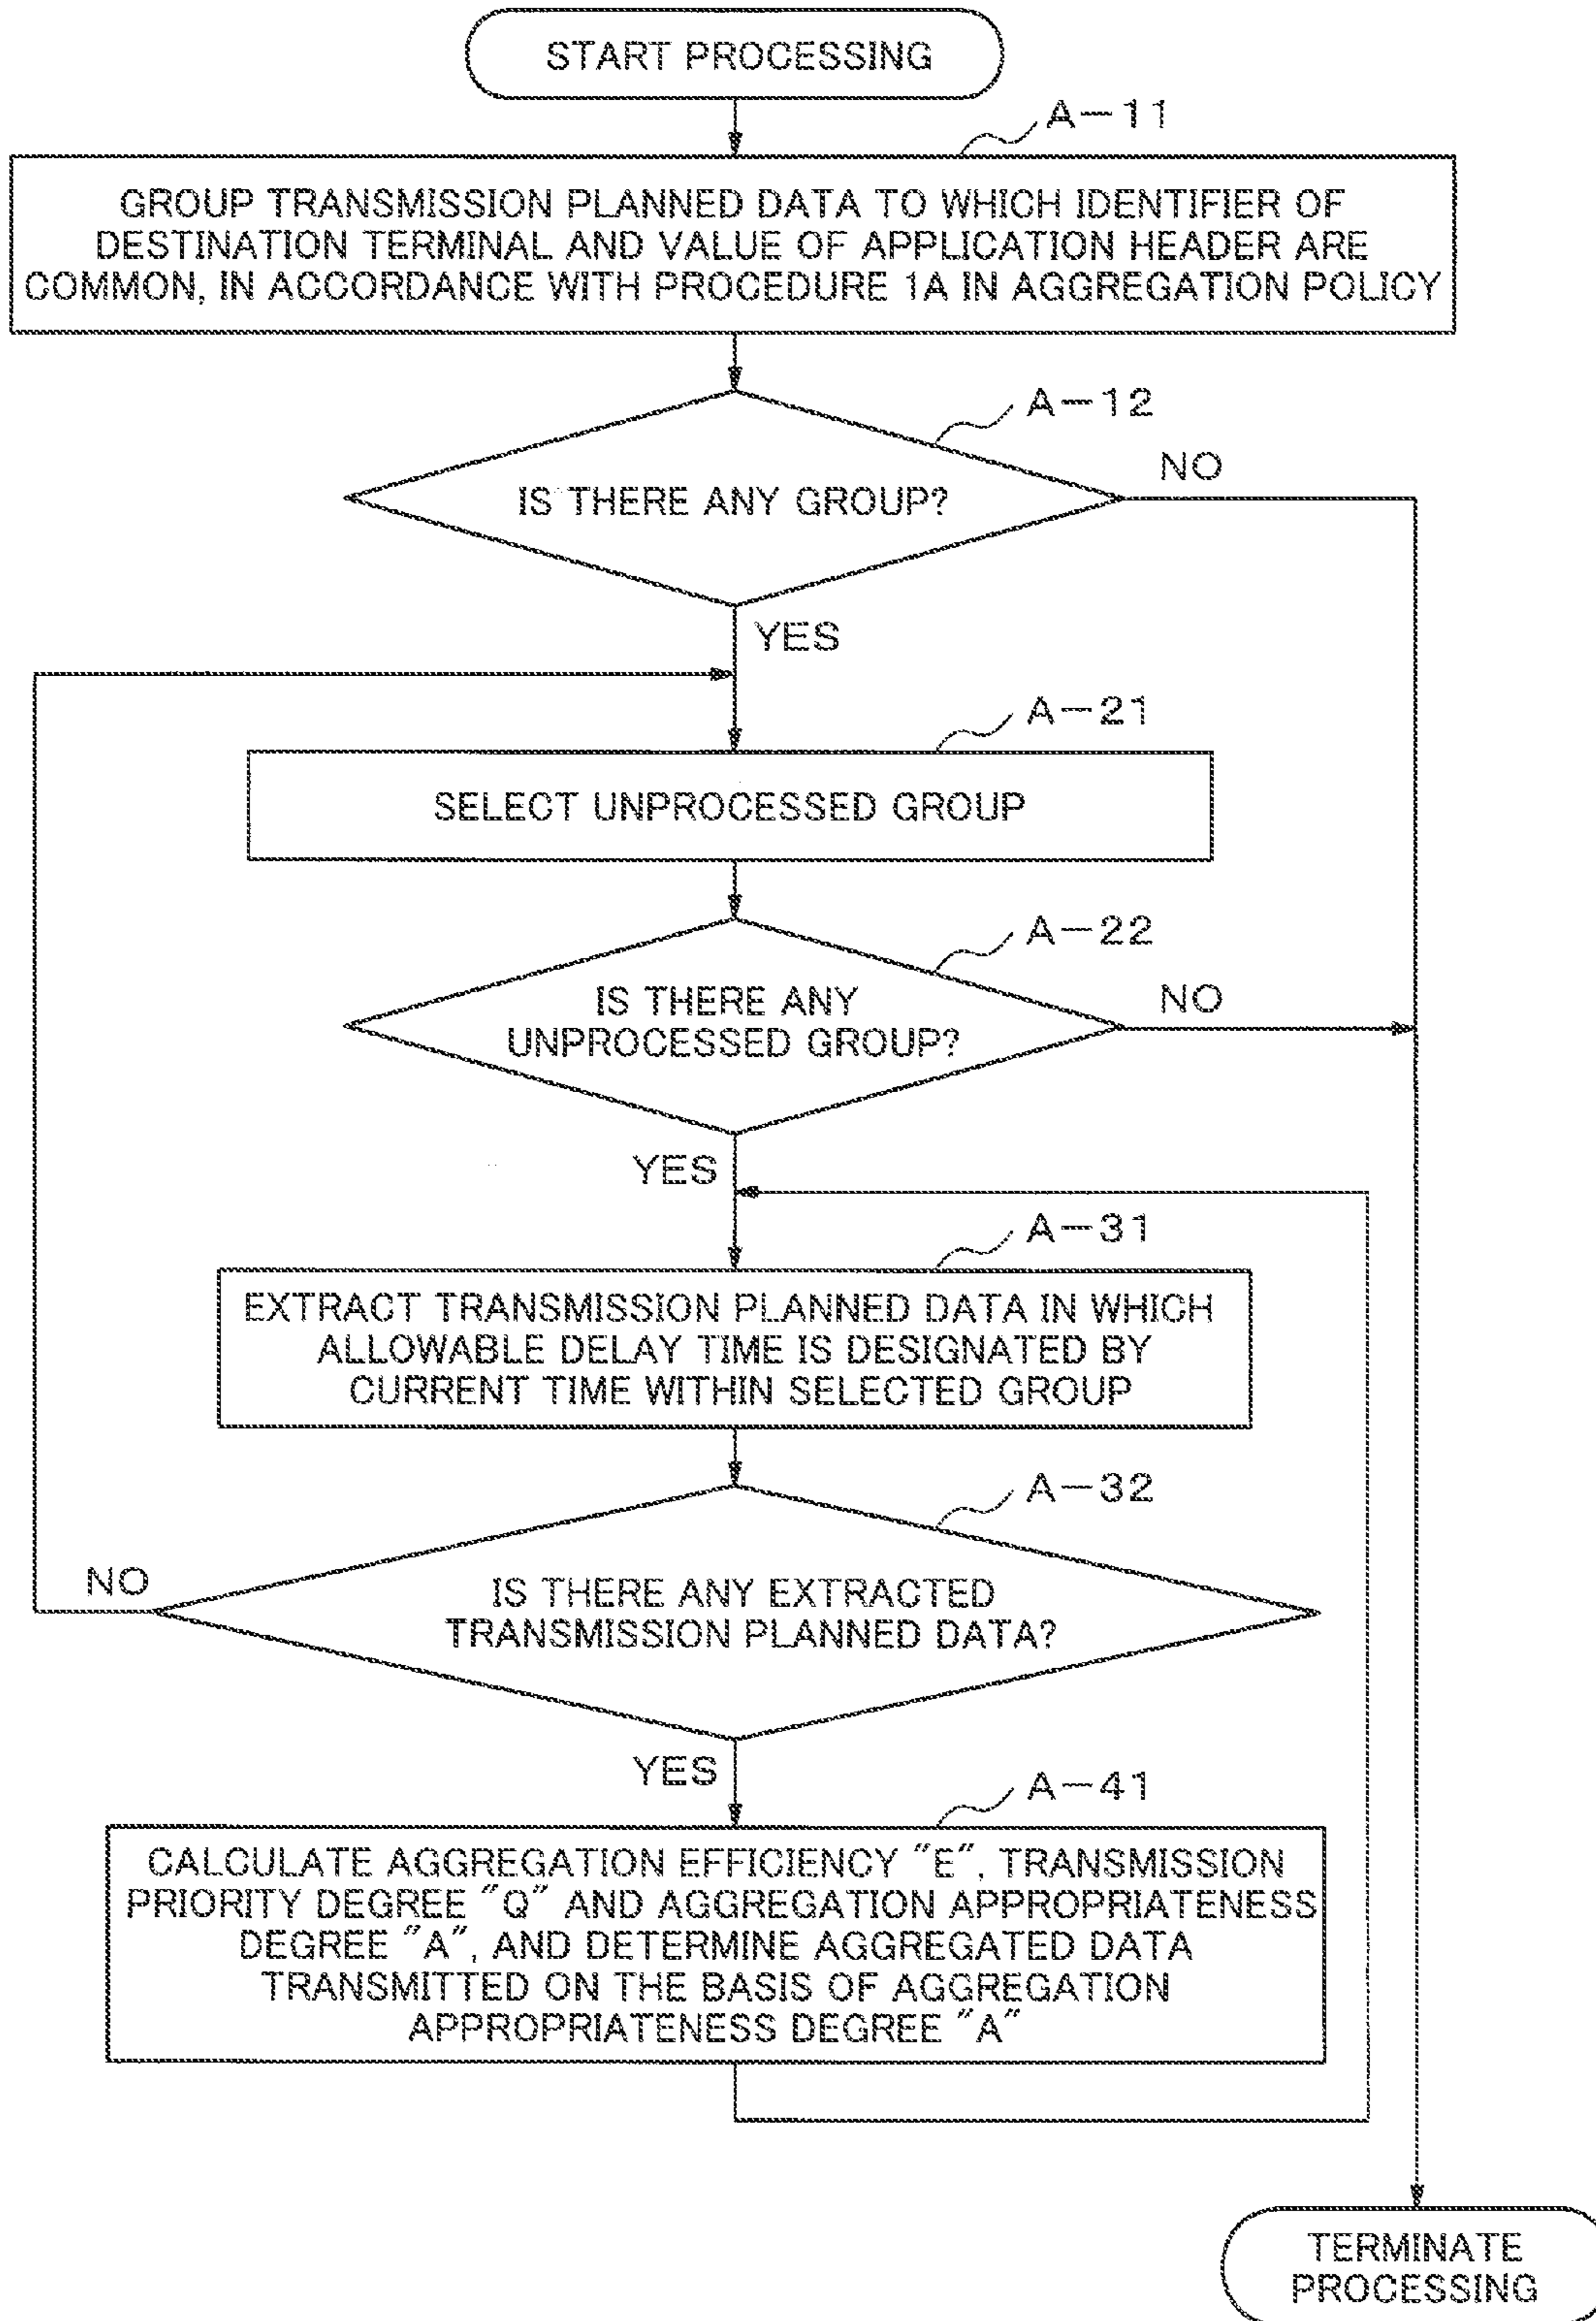 START PROCESSING
A-11
GROUP TRANSMISSION PLANNED DATA TO WHICH IDENTIFIER OF
DESTINATION TERMINAL AND VALUE OF APPLICATION HEADER ARE
COMMON, IN ACCORDANCE WITH PROCEDURE 1A IN AGGREGATION POLICY
A-12
IS THERE ANY GROUP?
NO
YES
A-21
SELECT UNPROCESSED GROUP
A-22
IS THERE ANY
UNPROCESSED GROUP?
NO
YES
A-31
EXTRACT TRANSMISSION PLANNED DATA IN WHICH
ALLOWABLE DELAY TIME IS DESIGNATED BY
CURRENT TIME WITHIN SELECTED GROUP
A-32
NO
IS THERE ANY EXTRACTED
TRANSMISSION PLANNED DATA?
YES
A-41
CALCULATE AGGREGATION EFFICIENCY "E", TRANSMISSION
PRIORITY DEGREE "Q" AND AGGREGATION APPROPRIATENESS
DEGREE "A", AND DETERMINE AGGREGATED DATA
TRANSMITTED ON THE BASIS OF AGGREGATION
APPROPRIATENESS DEGREE "A"
TERMINATE
PROCESSING